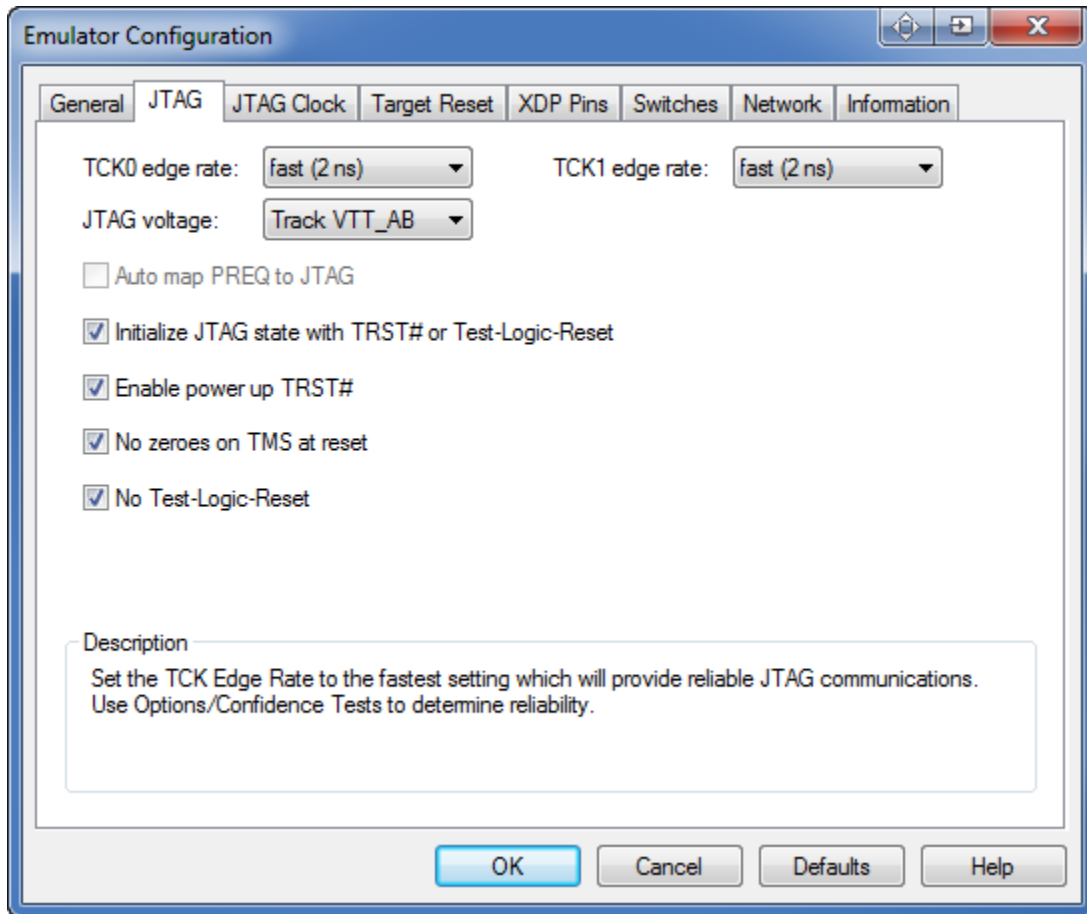 Emulator Configuration
General JTAG JTAG Clock Target Reset XDP Pins Switches Network Information
TCK0 edge rate: fast (2 ns) TCK1 edge rate: fast (2 ns)
JTAG voltage: Track VTT_AB
Auto map PREQ to JTAG
Initialize JTAG state with TRST# or Test-Logic-Reset
Enable power up TRST#
No zeroes on TMS at reset
No Test-Logic-Reset
Description
Set the TCK Edge Rate to the fastest setting which will provide reliable JTAG communications.
Use Options/Confidence Tests to determine reliability.
OK Cancel Defaults Help